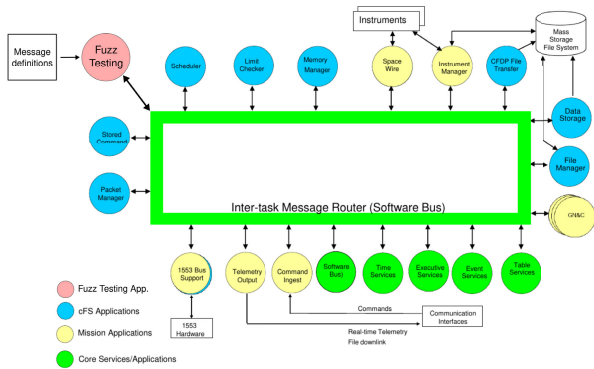 Instruments
Message
definitions
Fuzz
Testing
Scheduler
Limit
Checker
Memory
Manager
Space
Wire
Instrument
Manager
CFDP File
Transfer
Mass
Storage
File System
Stored
Command
Data
Storage
File
Manager
Packet
Manager
Inter-task Message Router (Software Bus)
GN&C
1553 Bus
Support
Telemetry
Output
Command
Ingest
Software
Bus)
Time
Services
Executive
Services
Event
Services
Table
Services
Fuzz Testing App.
cFS Applications
Mission Applications
Core Services/Applications
1553
Hardware
Commands
Communication
Interfaces
Real-time Telemetry
File downlink